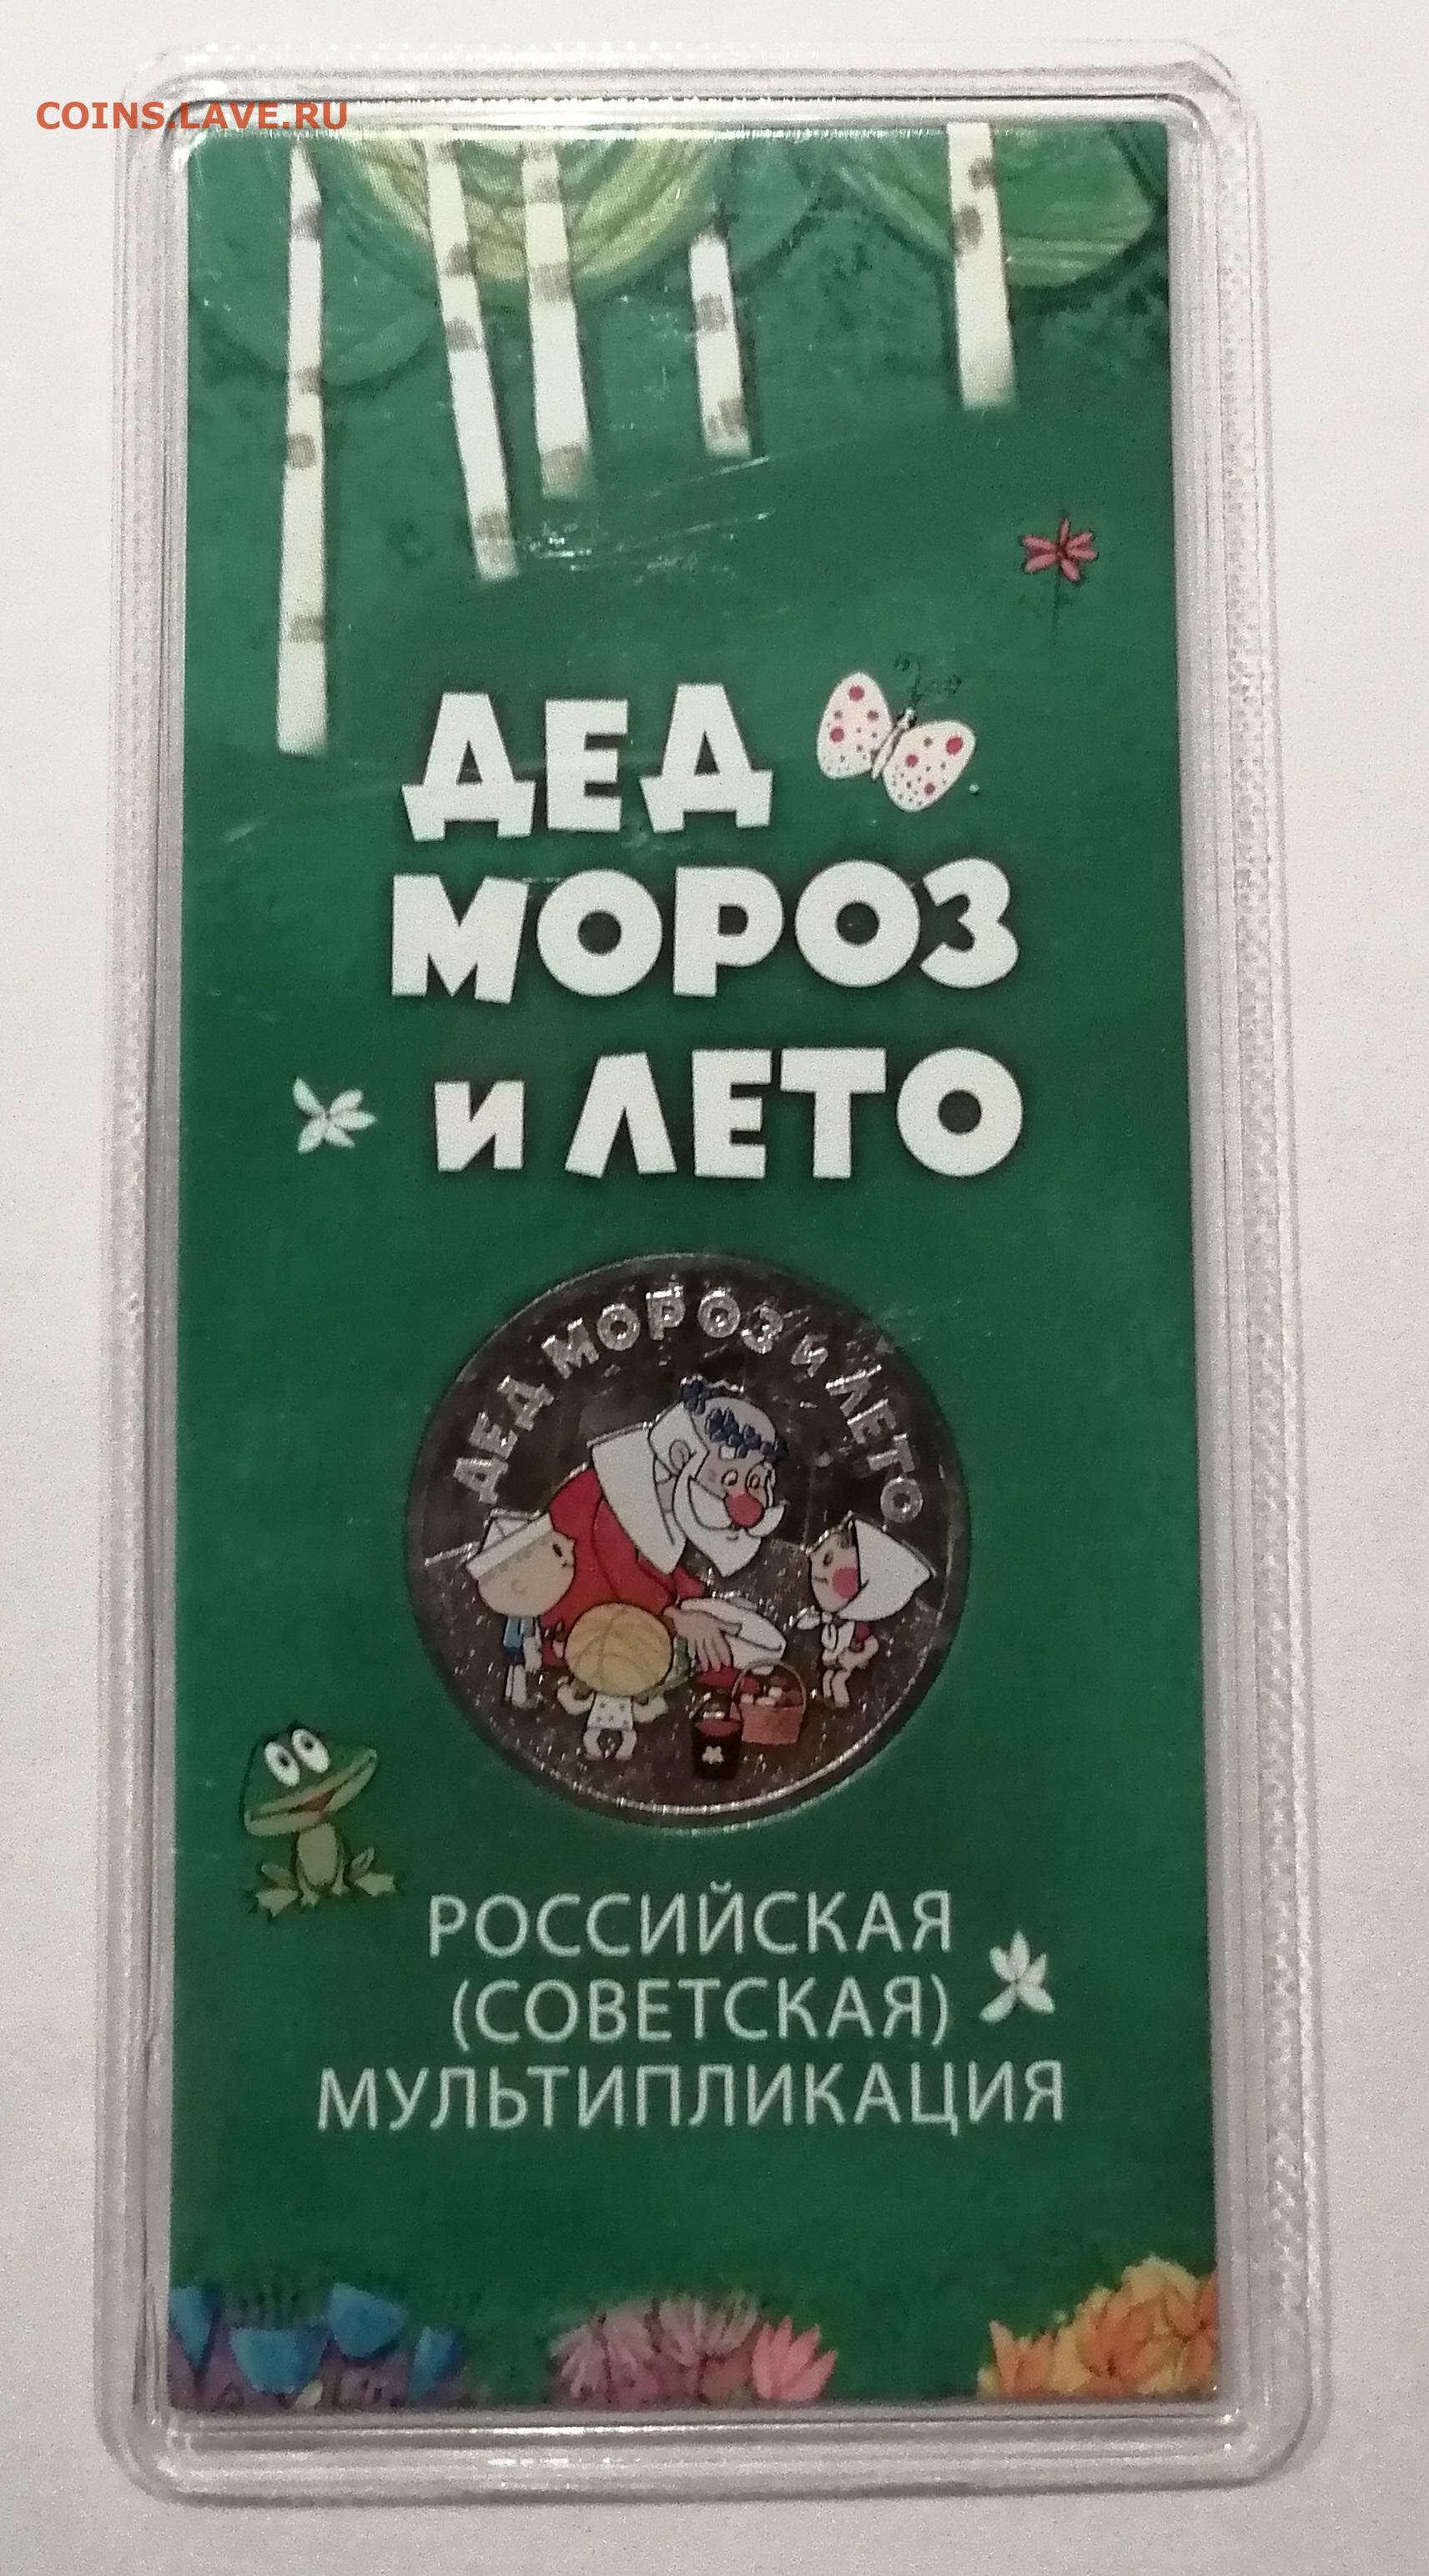 COINS.LAVE.RU
ДЕД
МОРОЗ
И ЛЕТО
ДЕД МОРОЗ И ЛЕТО
РОССИЙСКАЯ
(СОВЕТСКАЯ)
МУЛЬТИПЛИКАЦИЯ